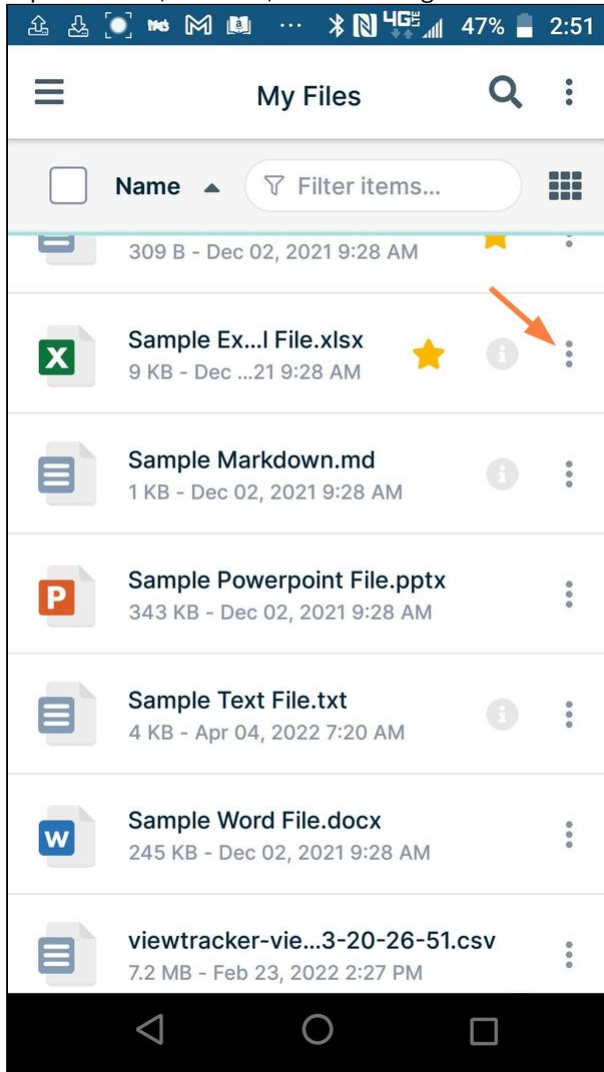 47% 2:51
My Files
Name Filter items...
309 B - Dec 02, 2021 9:28 AM
Sample Ex...l File.xlsx
9 KB - Dec ...21 9:28 AM
Sample Markdown.md
1 KB - Dec 02, 2021 9:28 AM
Sample Powerpoint File.pptx
343 KB - Dec 02, 2021 9:28 AM
Sample Text File.txt
4 KB - Apr 04, 2022 7:20 AM
Sample Word File.docx
245 KB - Dec 02, 2021 9:28 AM
viewtracker-vie...3-20-26-51.csv
7.2 MB - Feb 23, 2022 2:27 PM